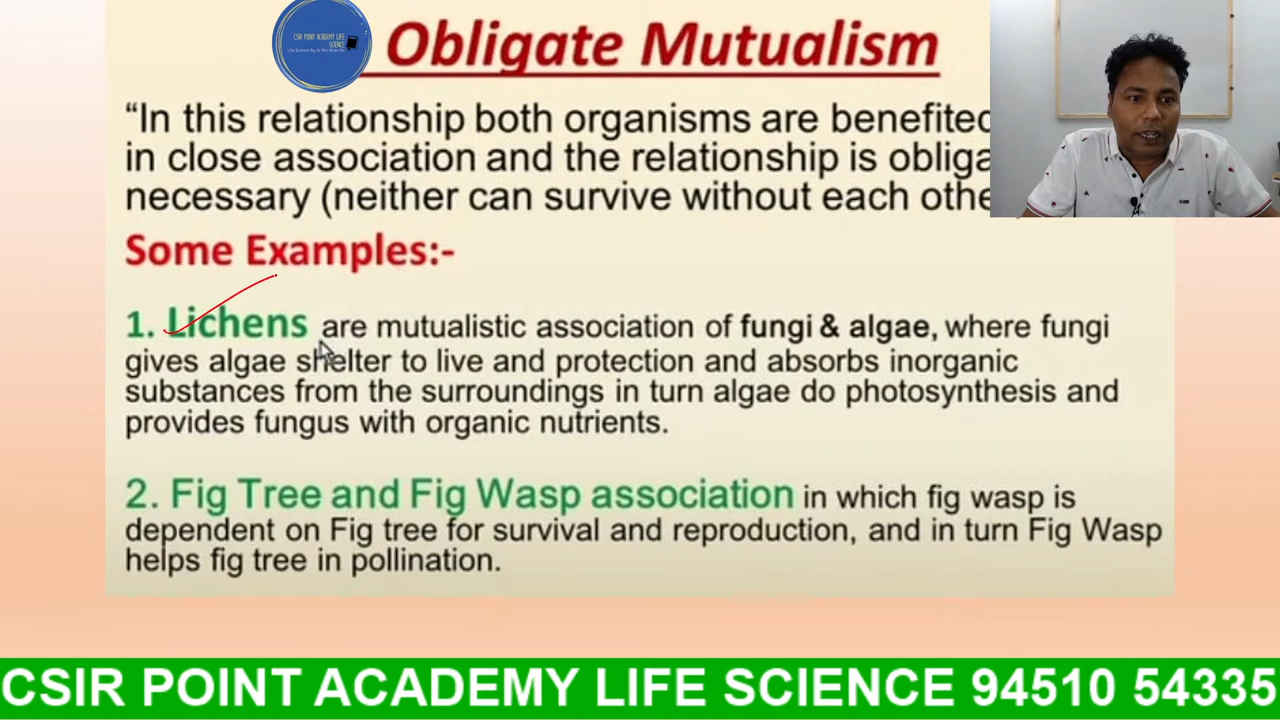 CSIR POINT ACADEMY LIFE
SCIENCE
Obligate Mutualism
“In this relationship both organisms are benefited
in close association and the relationship is obliga
necessary (neither can survive without each othe
Some Examples:-
1. Lichens are mutualistic association of fungi & algae, where fungi
gives algae shelter to live and protection and absorbs inorganic
substances from the surroundings in turn algae do photosynthesis and
provides fungus with organic nutrients.
2. Fig Tree and Fig Wasp association in which fig wasp is
dependent on Fig tree for survival and reproduction, and in turn Fig Wasp
helps fig tree in pollination.
CSIR POINT ACADEMY LIFE SCIENCE 94510 54335